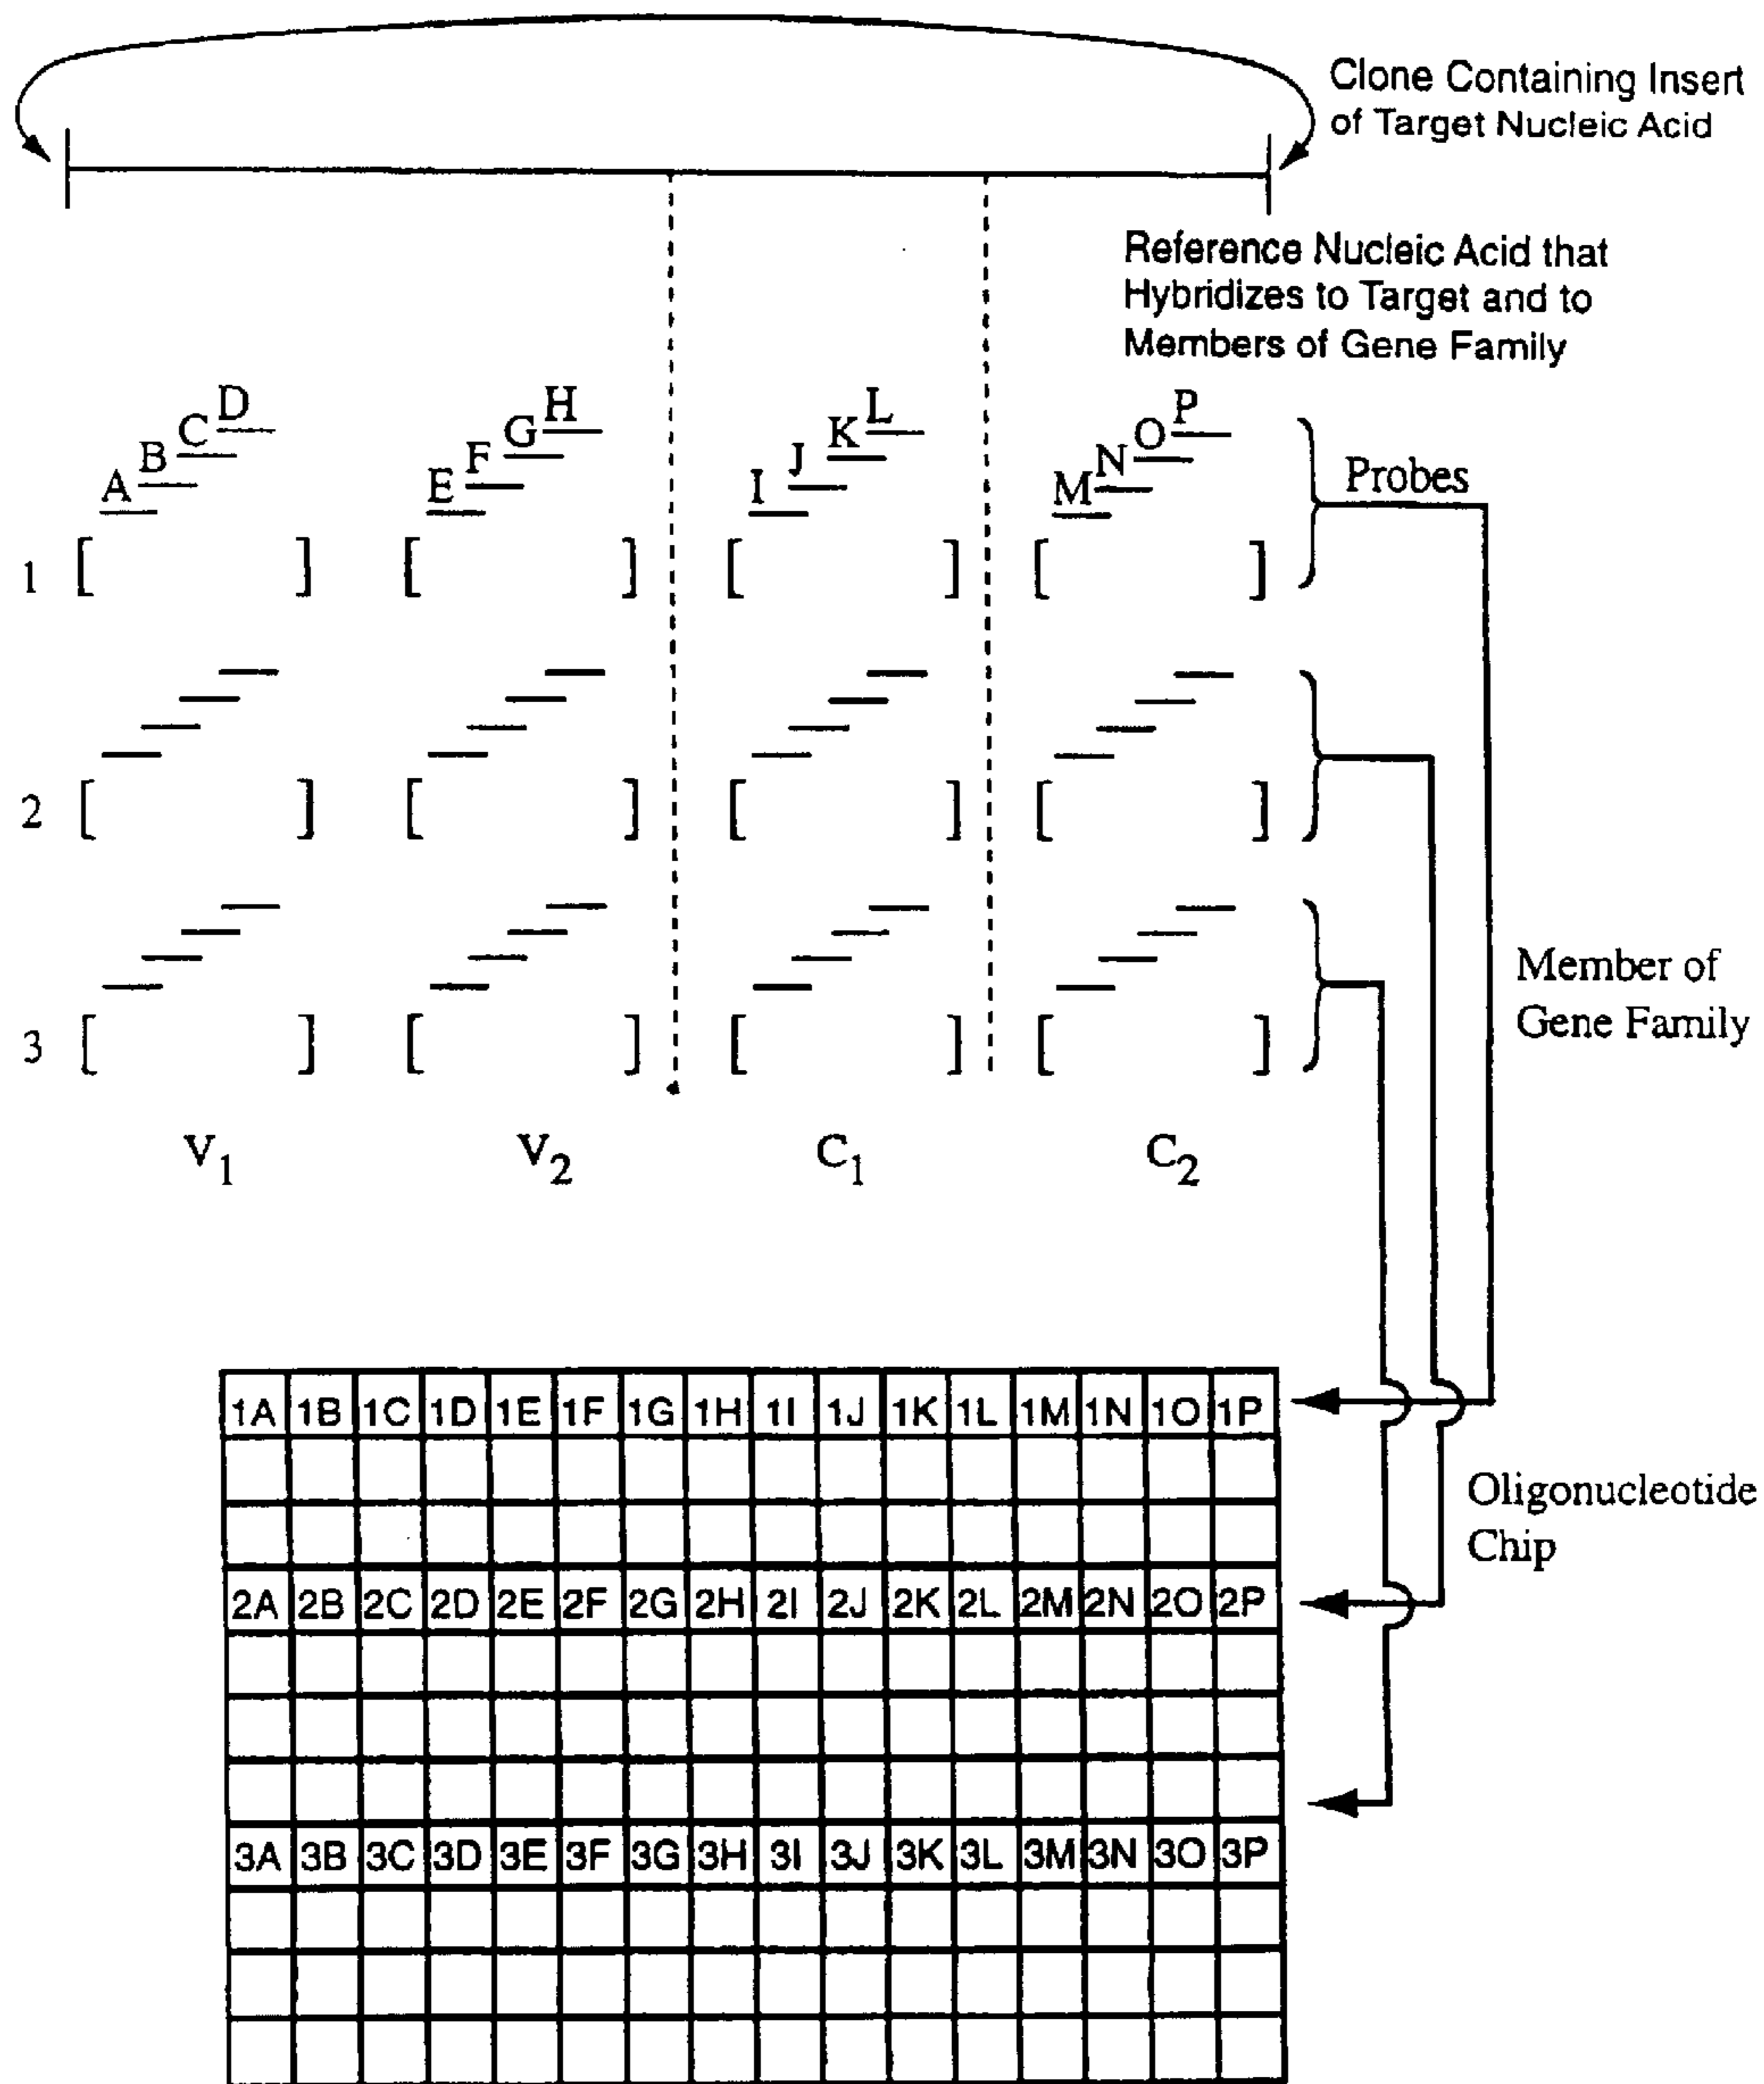 Clone Containing Insert
of Target Nucleic Acid
Reference Nucleic Acid that
Hybridizes to Target and to
Members of Gene Family
A B C D E F G H I J K L M N O P
Probes
1 [ ] [ ] [ ] [ ]
2 [ ] [ ] [ ] [ ]
Member of
Gene Family
3 [ ] [ ] [ ] [ ]
V1 V2 C1 C2
1A 1B 1C 1D 1E 1F 1G 1H 1I 1J 1K 1L 1M 1N 1O 1P
Oligonucleotide
Chip
2A 2B 2C 2D 2E 2F 2G 2H 2I 2J 2K 2L 2M 2N 2O 2P
3A 3B 3C 3D 3E 3F 3G 3H 3I 3J 3K 3L 3M 3N 3O 3P